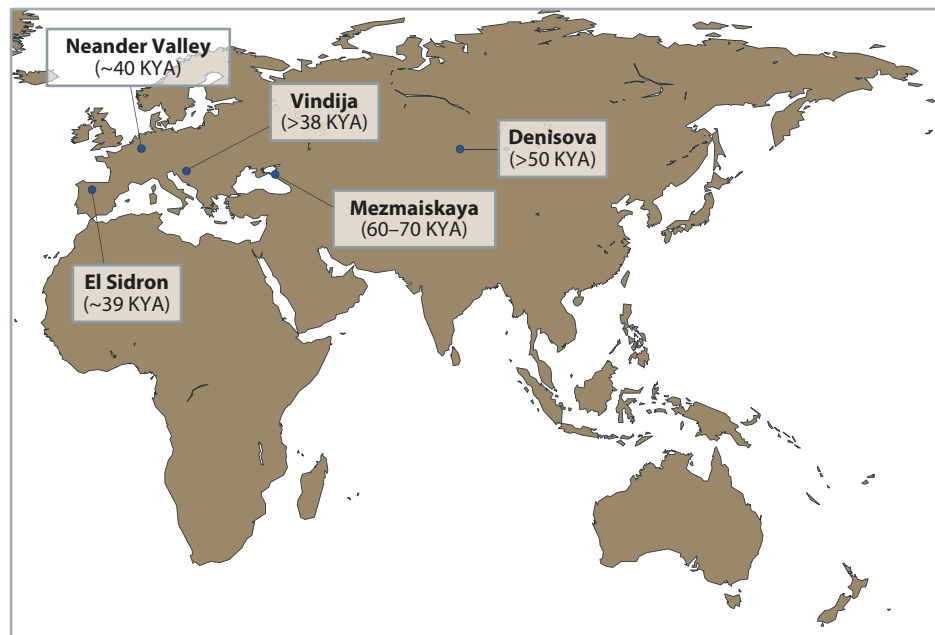 Neander Valley
(~40 KYA)
Vindija
(>38 KYA)
Denisova
(>50 KYA)
Mezmaiskaya
(60–70 KYA)
El Sidron
(~39 KYA)